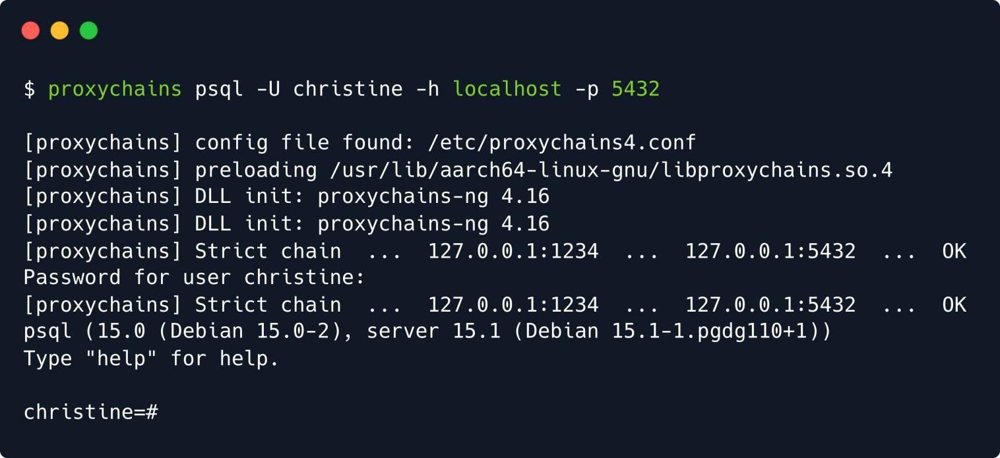 $ proxychains psql -U christine -h localhost -p 5432
[proxychains] config file found: /etc/proxychains4.conf
[proxychains] preloading /usr/lib/aarch64-linux-gnu/libproxychains.so.4
[proxychains] DLL init: proxychains-ng 4.16
[proxychains] DLL init: proxychains-ng 4.16
[proxychains] Strict chain  ...  127.0.0.1:1234  ...  127.0.0.1:5432  ...  OK
Password for user christine:
[proxychains] Strict chain  ...  127.0.0.1:1234  ...  127.0.0.1:5432  ...  OK
psql (15.0 (Debian 15.0-2), server 15.1 (Debian 15.1-1.pgdg110+1))
Type "help" for help.
christine=#